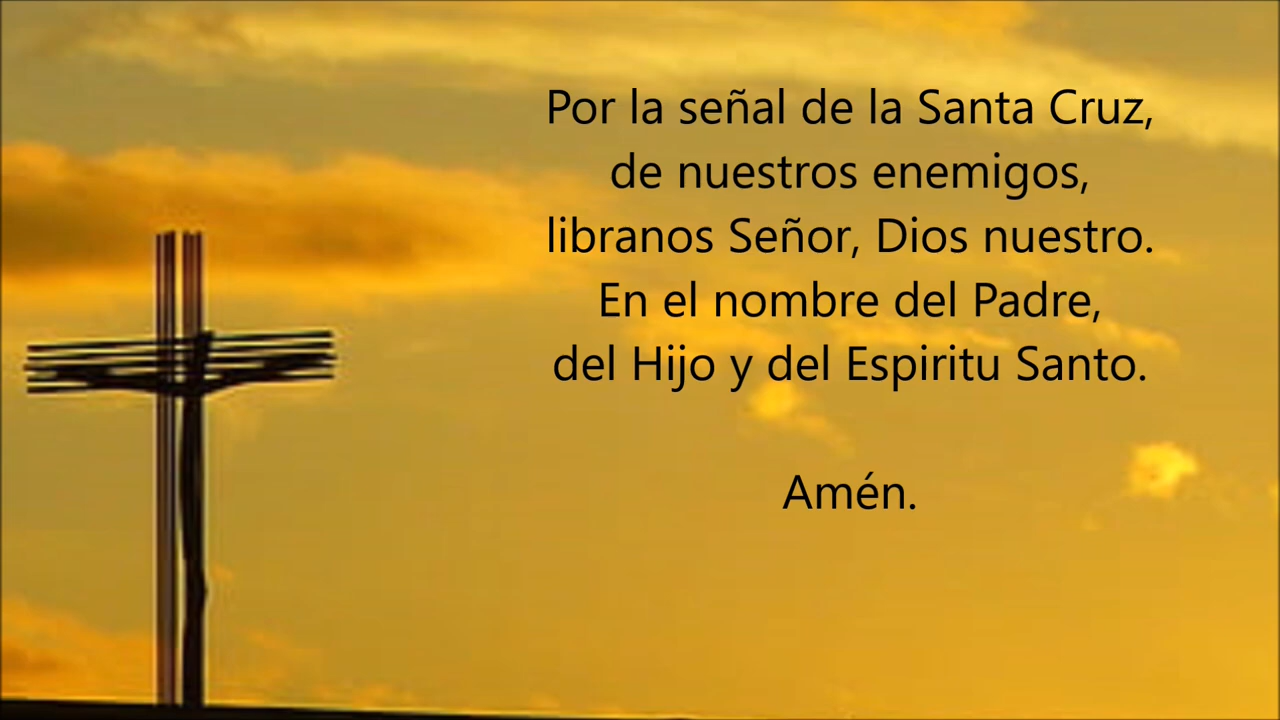 Por la señal de la Santa Cruz,
de nuestros enemigos,
libranos Señor, Dios nuestro.
En el nombre del Padre,
del Hijo y del Espiritu Santo.
Amén.